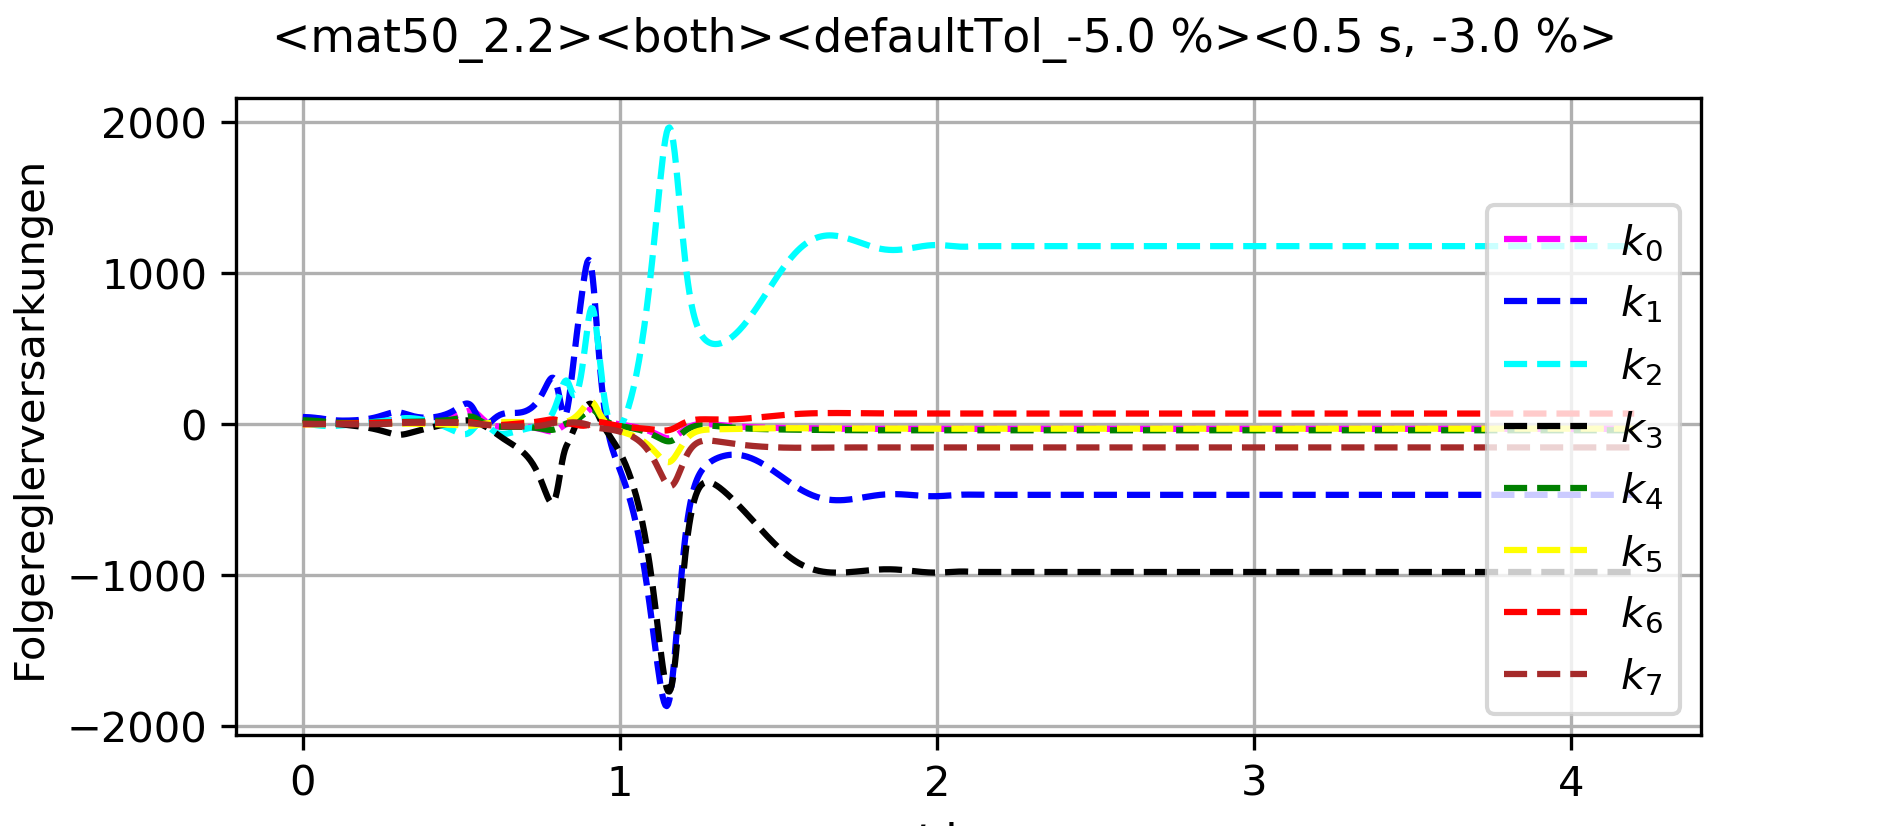 <mat50_2.2><both><defaultTol_-5.0 %><0.5 s, -3.0 %>
Folgereglerversarkungen
2000
1000
0
−1000
−2000
0 1 2 3 4
k0
k1
k2
k3
k4
k5
k6
k7